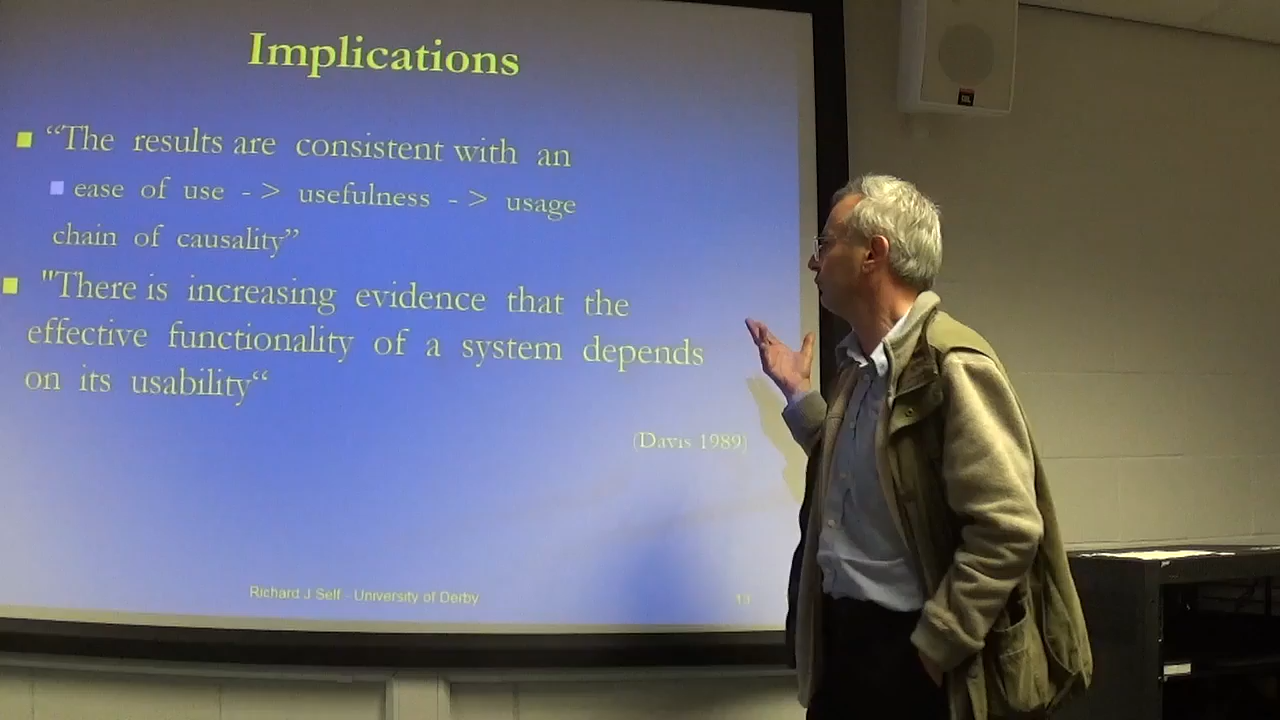 Implications
“The results are consistent with an
ease of use - > usefulness - > usage
chain of causality”
"There is increasing evidence that the
effective functionality of a system depends
on its usability“
(Davis 1989)
Richard J Self - University of Derby
JBL